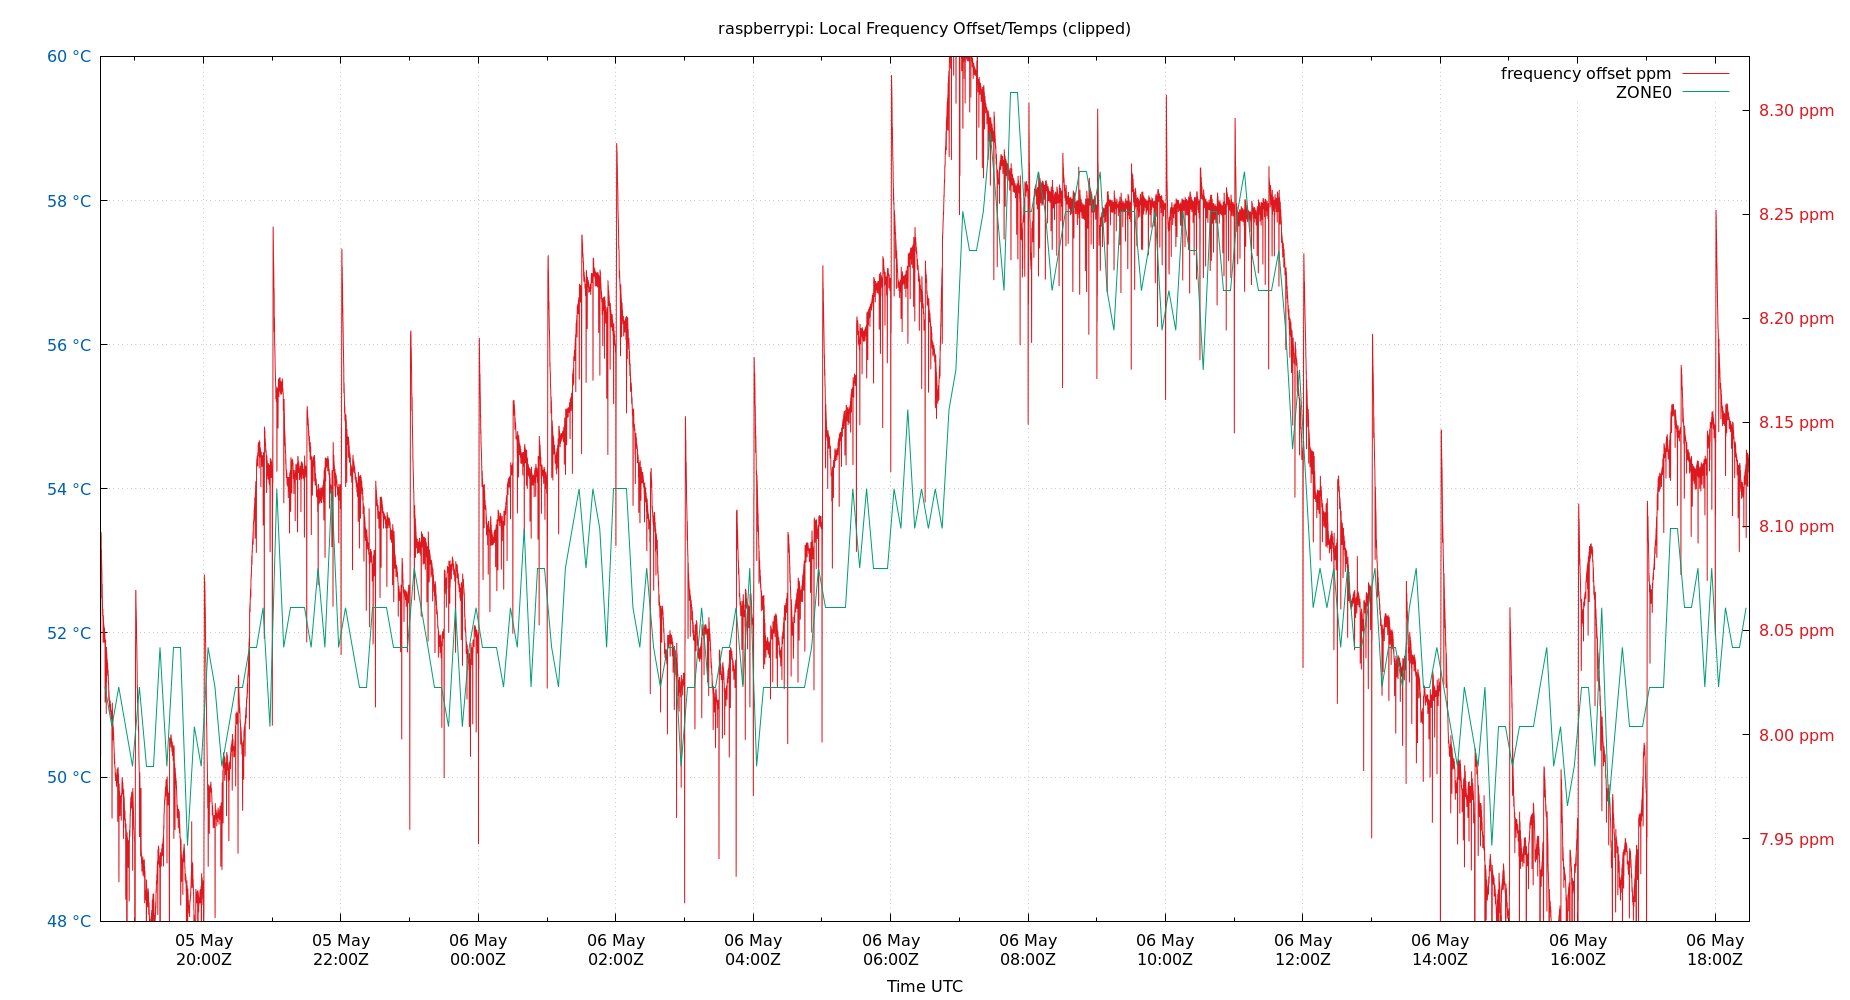 raspberrypi: Local Frequency Offset/Temps (clipped)
frequency offset ppm
ZONE0
60 °C
58 °C
56 °C
54 °C
52 °C
50 °C
48 °C
8.30 ppm
8.25 ppm
8.20 ppm
8.15 ppm
8.10 ppm
8.05 ppm
8.00 ppm
7.95 ppm
05 May 05 May 06 May 06 May 06 May 06 May 06 May 06 May 06 May 06 May 06 May 06 May
20:00Z 22:00Z 00:00Z 02:00Z 04:00Z 06:00Z 08:00Z 10:00Z 12:00Z 14:00Z 16:00Z 18:00Z
Time UTC